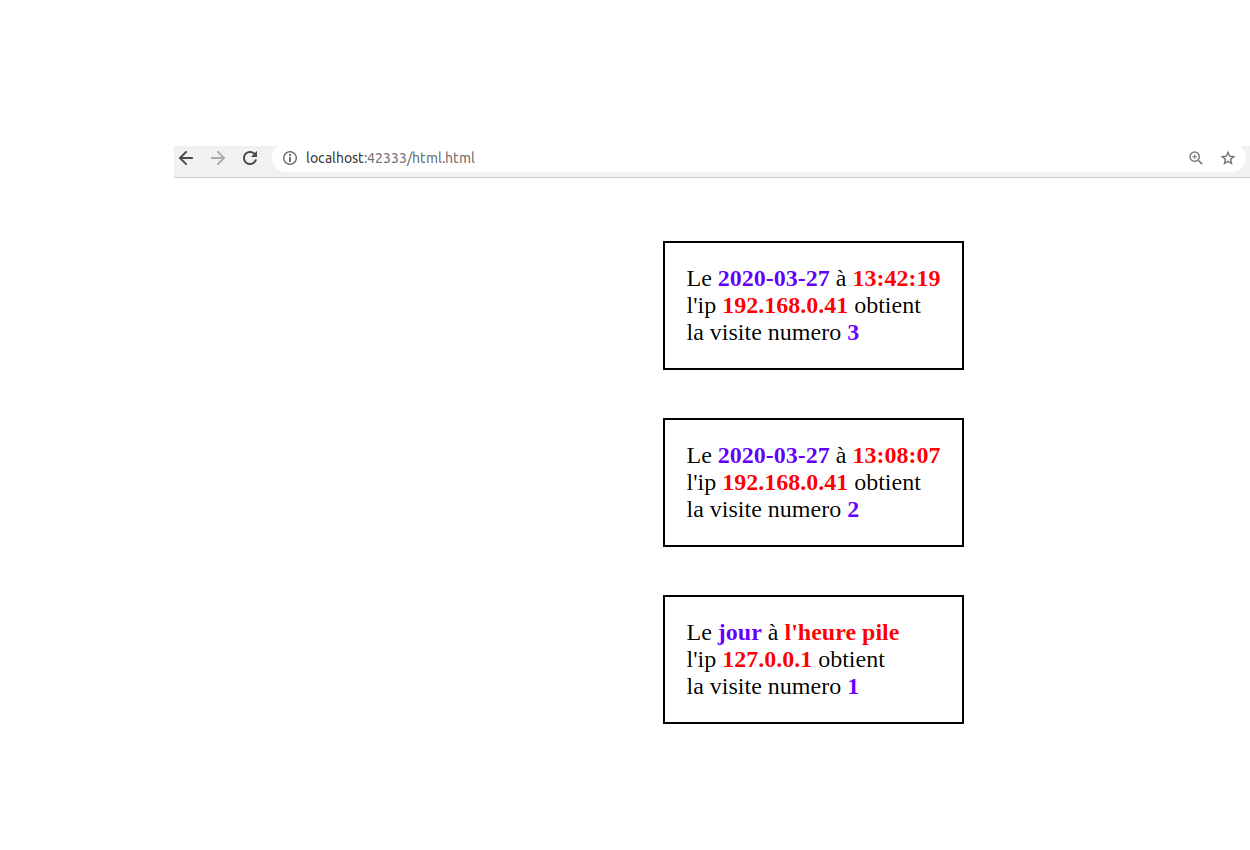 localhost:42333/html.html
Le 2020-03-27 à 13:42:19
l'ip 192.168.0.41 obtient
la visite numero 3
Le 2020-03-27 à 13:08:07
l'ip 192.168.0.41 obtient
la visite numero 2
Le jour à l'heure pile
l'ip 127.0.0.1 obtient
la visite numero 1